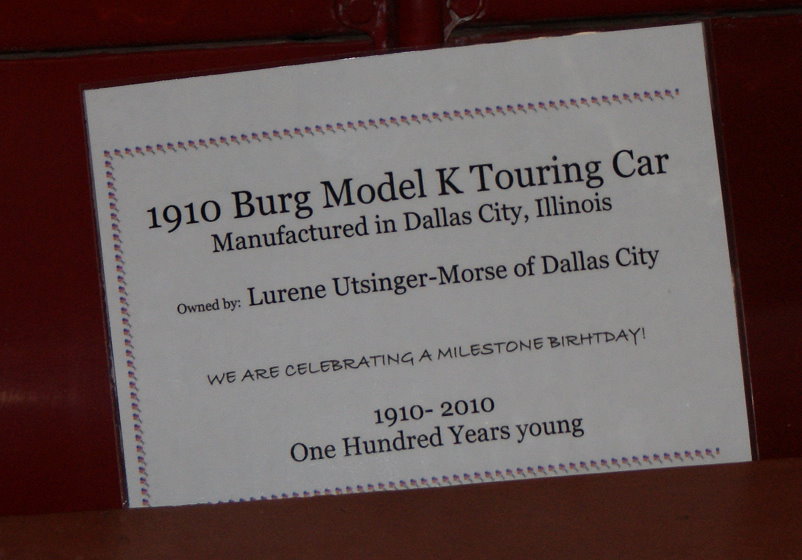 1910 Burg Model K Touring Car
Manufactured in Dallas City, Illinois
Owned by: Lurene Utsinger-Morse of Dallas City
WE ARE CELEBRATING A MILESTONE BIRHTDAY!
1910- 2010
One Hundred Years young